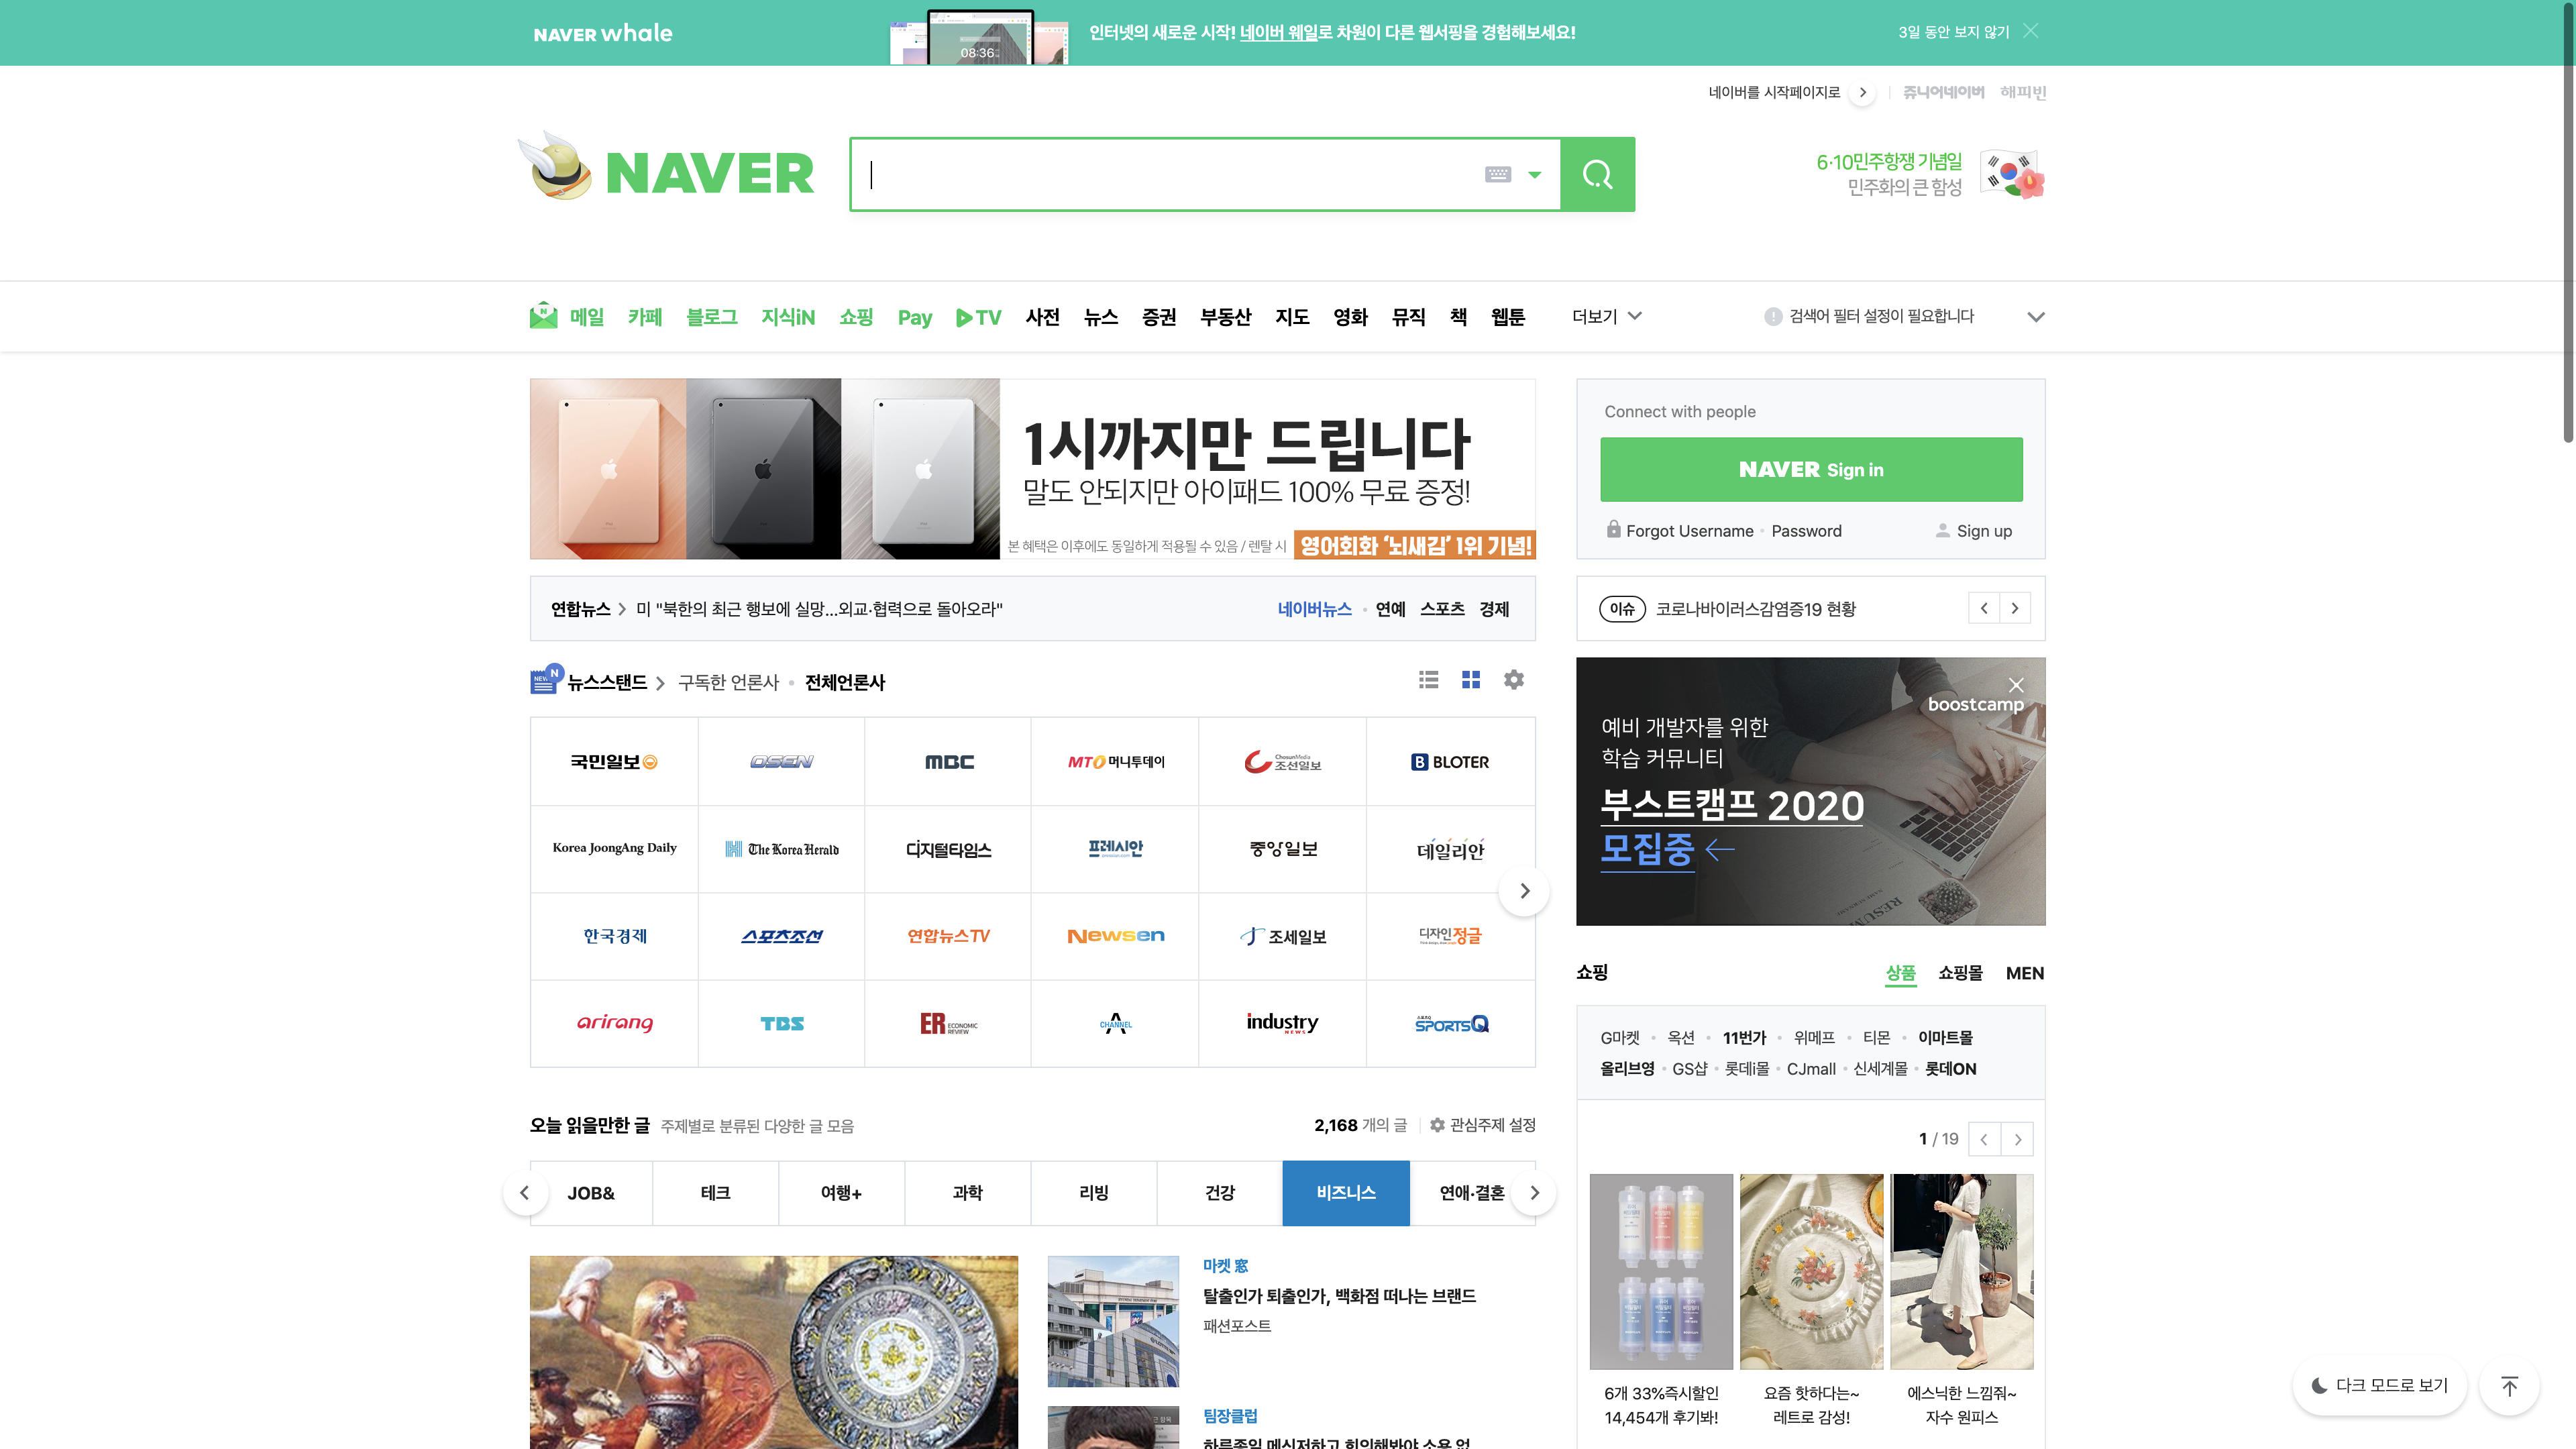 NAVER whale
08:36
인터넷의 새로운 시작! 네이버 웨일로 차원이 다른 웹서핑을 경험해보세요!
3일 동안 보지 않기
네이버를 시작페이지로
쥬니어네이버 해피빈
NAVER
6·10민주항쟁 기념일
민주화의 큰 함성
메일 카페 블로그 지식iN 쇼핑 Pay TV 사전 뉴스 증권 부동산 지도 영화 뮤직 책 웹툰 더보기
검색어 필터 설정이 필요합니다
1시까지만 드립니다
말도 안되지만 아이패드 100% 무료 증정!
본 혜택은 이후에도 동일하게 적용될 수 있음 / 렌탈 시
영어회화 ‘뇌새김’ 1위 기념!
Connect with people
NAVER Sign in
Forgot Username Password
Sign up
연합뉴스 미 "북한의 최근 행보에 실망...외교·협력으로 돌아오라"
네이버뉴스 연예 스포츠 경제
이슈 코로나바이러스감염증19 현황
뉴스스탠드 구독한 언론사 전체언론사
국민일보 OSEN MBC MTO 머니투데이 ChosunMedia 조선일보 BLOTER
Korea JoongAng Daily The Korea Herald 디지털타임스 프레시안 중앙일보 데일리안
한국경제 스포츠조선 연합뉴스TV Newsen 조세일보 디자인정글
arirang TBS ER ECONOMIC REVIEW CHANNEL A industry NEWS SPORTSQ
boostcamp
예비 개발자를 위한
학습 커뮤니티
부스트캠프 2020
모집중
RESUM
쇼핑
상품 쇼핑몰 MEN
G마켓 옥션 11번가 위메프 티몬 이마트몰
올리브영 GS샵 롯데i몰 CJmall 신세계몰 롯데ON
1 / 19
6개 33%즉시할인
14,454개 후기봐!
요즘 핫하다는~
레트로 감성!
에스닉한 느낌줘~
자수 원피스
오늘 읽을만한 글 주제별로 분류된 다양한 글 모음
2,168 개의 글
관심주제 설정
JOB& 테크 여행+ 과학 리빙 건강 비즈니스 연애·결혼
마켓 窓
탈출인가 퇴출인가, 백화점 떠나는 브랜드
패션포스트
팀장클럽
하루종일 메신저하고 회의해봐야 소용 없
다크 모드로 보기